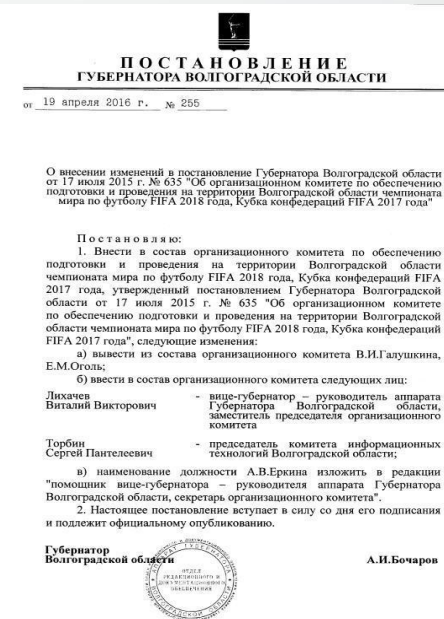 ПОСТАНОВЛЕНИЕ
ГУБЕРНАТОРА ВОЛГОГРАДСКОЙ ОБЛАСТИ
от 19 апреля 2016 г. № 255
О внесении изменений в постановление Губернатора Волгоградской области
от 17 июля 2015 г. № 635 "Об организационном комитете по обеспечению
подготовки и проведения на территории Волгоградской области чемпионата
мира по футболу FIFA 2018 года, Кубка конфедераций FIFA 2017 года"
Постановляю:
1. Внести в состав организационного комитета по обеспечению
подготовки и проведения на территории Волгоградской области
чемпионата мира по футболу FIFA 2018 года, Кубка конфедераций FIFA
2017 года, утвержденный постановлением Губернатора Волгоградской
области от 17 июля 2015 г. № 635 "Об организационном комитете
по обеспечению подготовки и проведения на территории Волгоградской
области чемпионата мира по футболу FIFA 2018 года, Кубка конфедераций
FIFA 2017 года", следующие изменения:
а) вывести из состава организационного комитета В.И.Галушкина,
Е.М.Оголь;
б) ввести в состав организационного комитета следующих лиц:
Лихачев - вице-губернатор – руководитель аппарата
Виталий Викторович Губернатора Волгоградской области,
заместитель председателя организационного
комитета
Торбин - председатель комитета информационных
Сергей Пантелеевич технологий Волгоградской области;
в) наименование должности А.В.Еркина изложить в редакции
"помощник вице-губернатора – руководителя аппарата Губернатора
Волгоградской области, секретарь организационного комитета".
2. Настоящее постановление вступает в силу со дня его подписания
и подлежит официальному опубликованию.
Губернатор
Волгоградской области А.И.Бочаров
ОТДЕЛ
РЕДАКЦИОННОГО И
ДОКУМЕНТАЦИОННОГО
ОБЕСПЕЧЕНИЯ